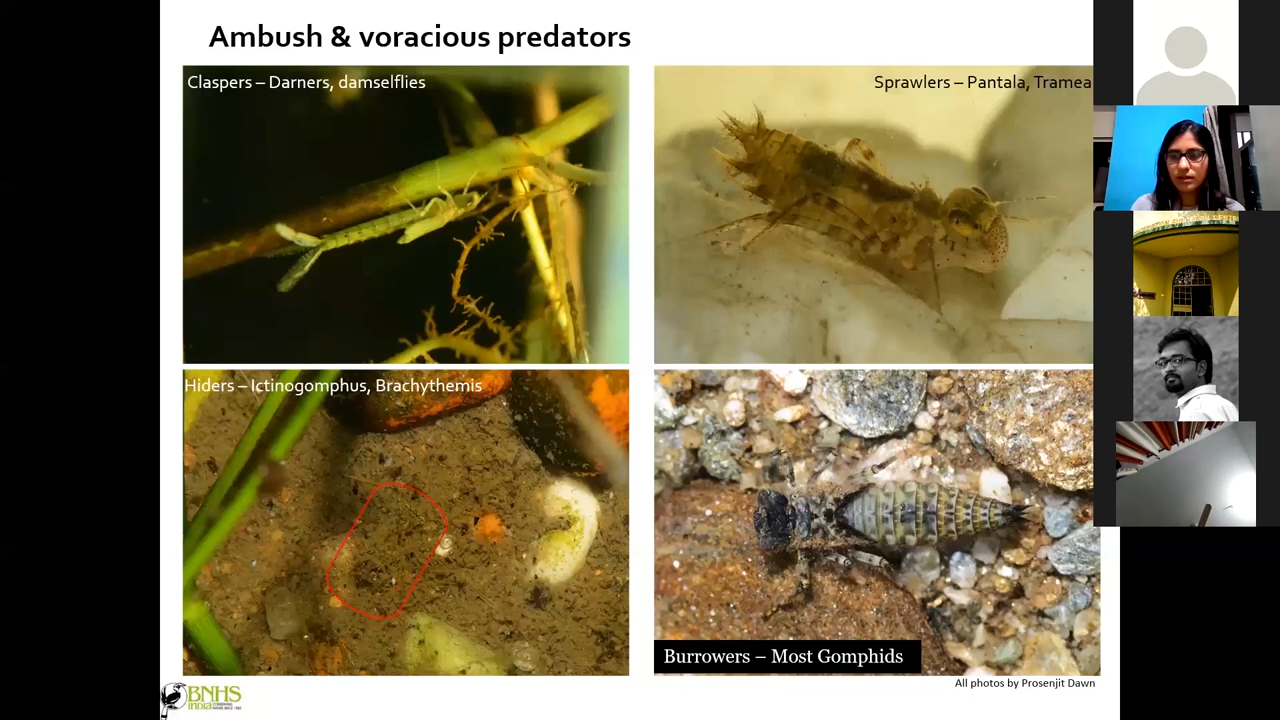 Ambush & voracious predators
Claspers – Darners, damselflies
Sprawlers – Pantala, Tramea
Hiders – Ictinogomphus, Brachythemis
Burrowers – Most Gomphids
All photos by Prosenjit Dawn
BNHS
INDIA